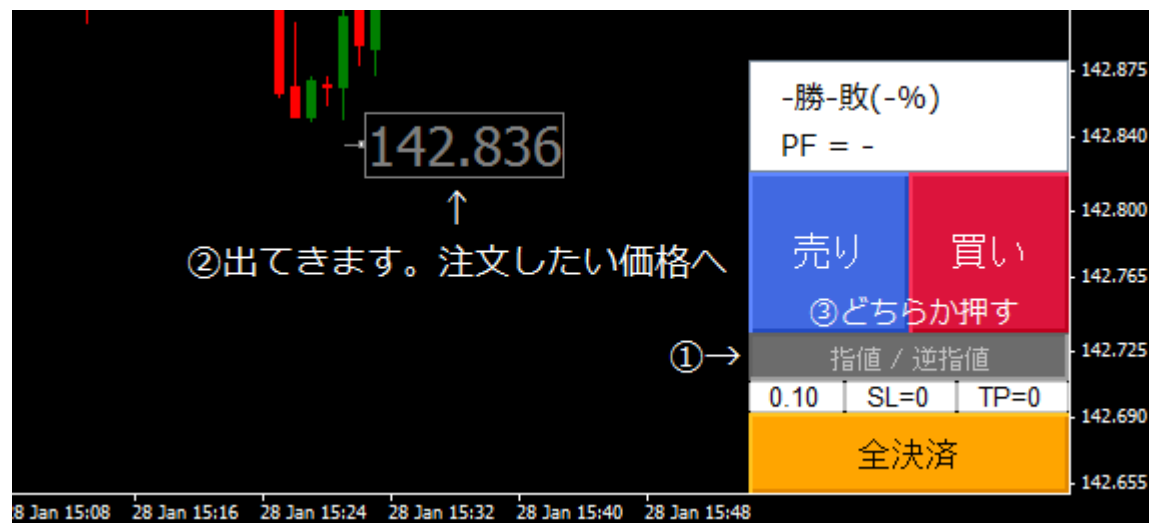 142.875
-勝-敗(-%)
142.840
PF = -
142.836
↑
142.800
売り 買い
②出てきます。注文したい価格へ
142.765
③どちらか押す
①→
指値 / 逆指値
142.725
0.10 SL=0 TP=0
142.690
全決済
142.655
8 Jan 15:08 28 Jan 15:16 28 Jan 15:24 28 Jan 15:32 28 Jan 15:40 28 Jan 15:48